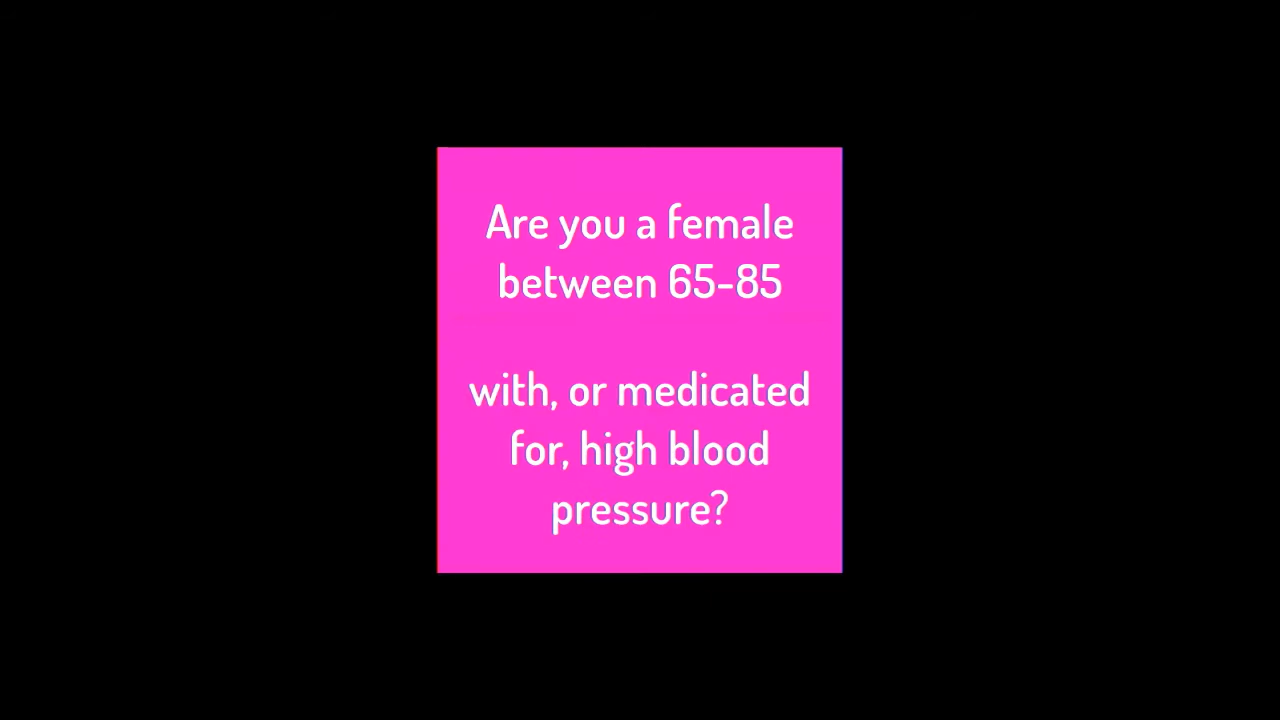 Are you a female
between 65-85
with, or medicated
for, high blood
pressure?